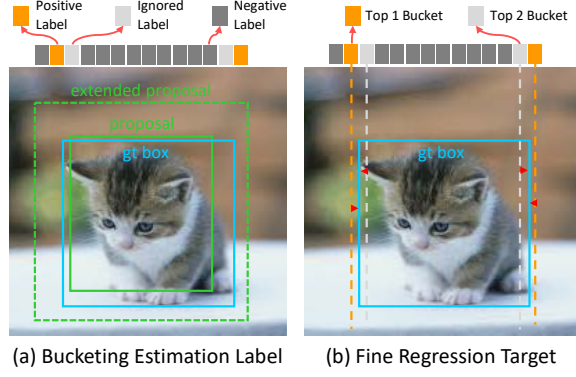 Positive
Label
Ignored
Label
Negative
Label
Top 1 Bucket
Top 2 Bucket
extended proposal
proposal
gt box
gt box
(a) Bucketing Estimation Label
(b) Fine Regression Target